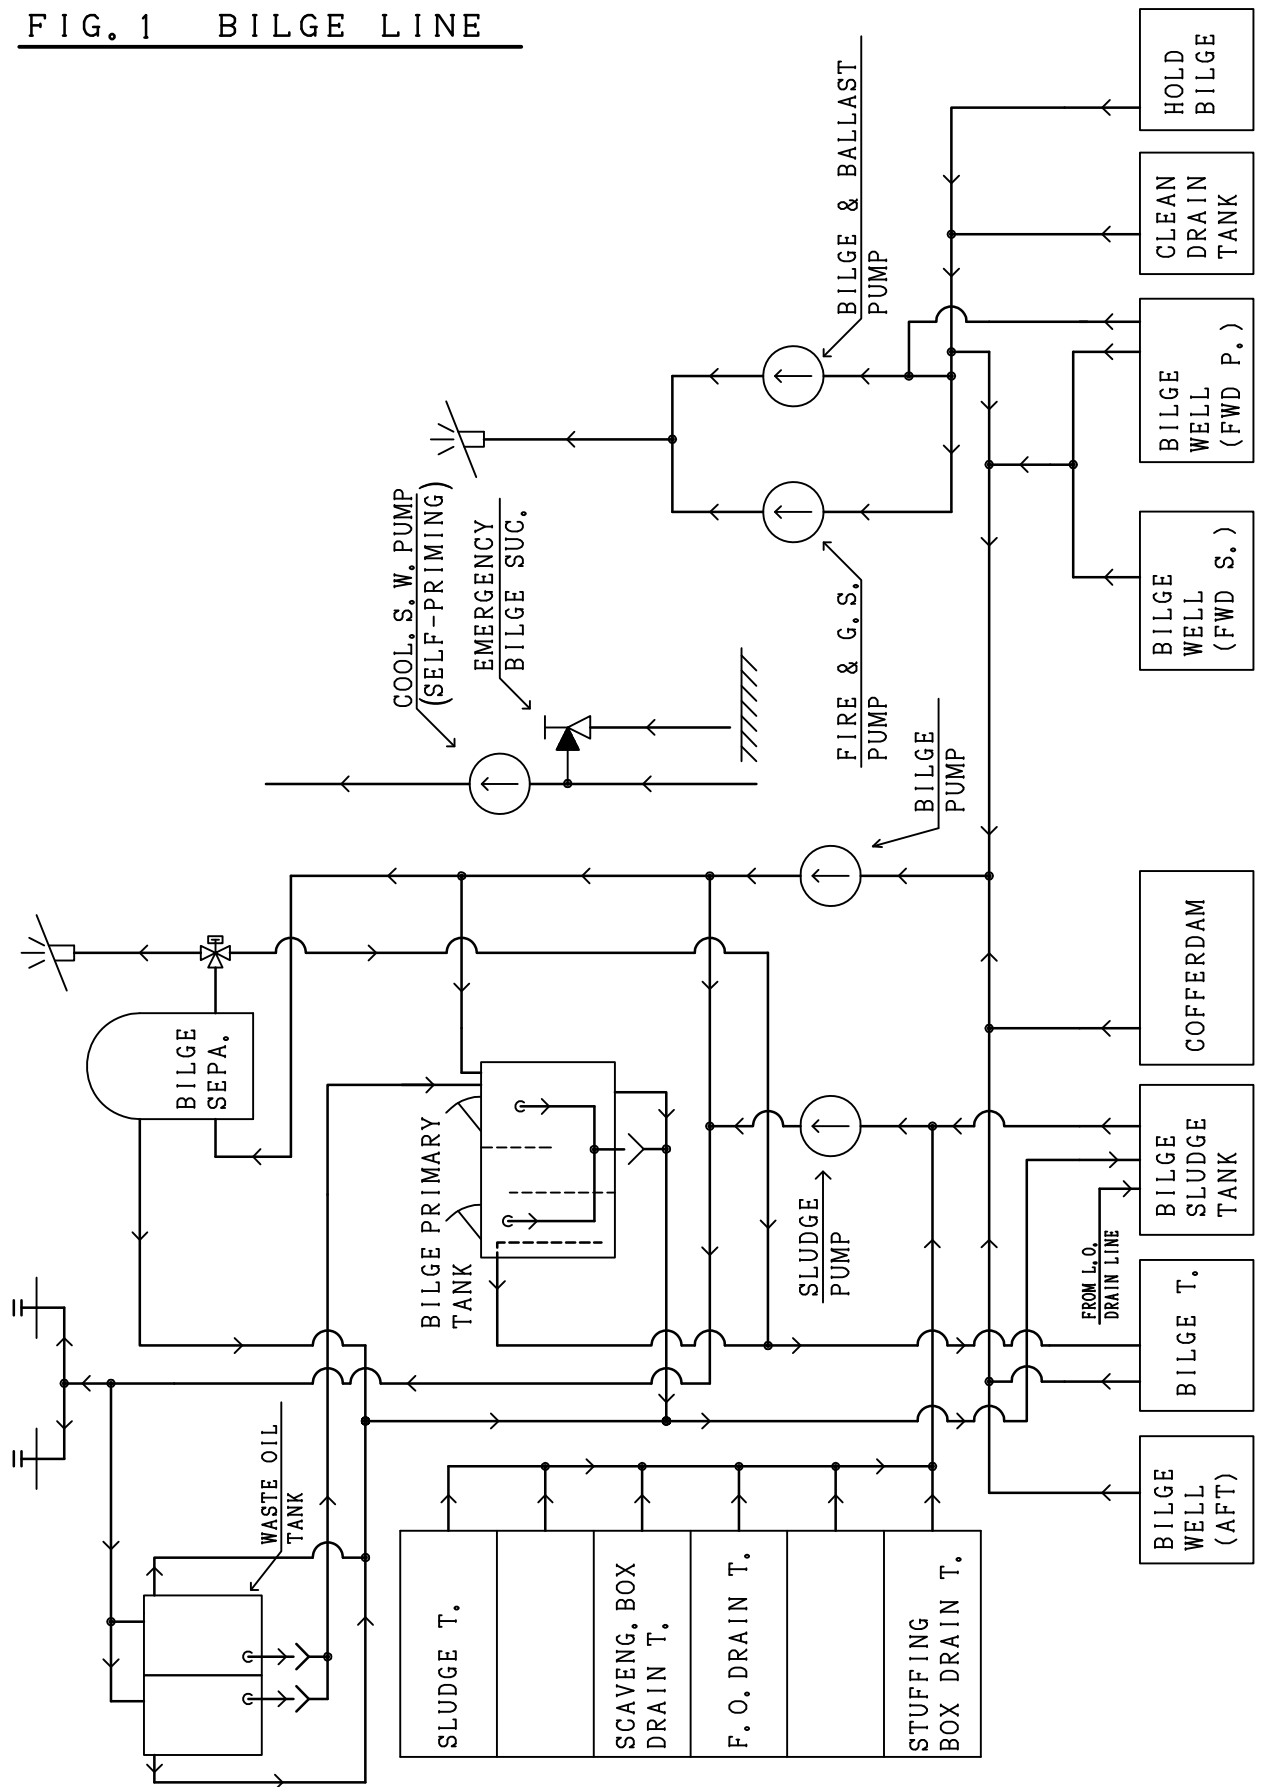 FIG. 1 BILGE LINE
HOLD
BILGE
CLEAN
DRAIN
TANK
BILGE
WELL
(FWD P.)
BILGE
WELL
(FWD S.)
BILGE & BALLAST
PUMP
FIRE & G.S.
PUMP
COOL. S. W. PUMP
(SELF-PRIMING)
EMERGENCY
BILGE SUC.
BILGE
PUMP
COFFERDAM
BILGE
SEPA.
BILGE PRIMARY
TANK
SLUDGE
PUMP
BILGE
SLUDGE
TANK
FROM L.O.
DRAIN LINE
BILGE T.
BILGE
WELL
(AFT)
WASTE OIL
TANK
SLUDGE T.
SCAVENG. BOX
DRAIN T.
F.O. DRAIN T.
STUFFING
BOX DRAIN T.